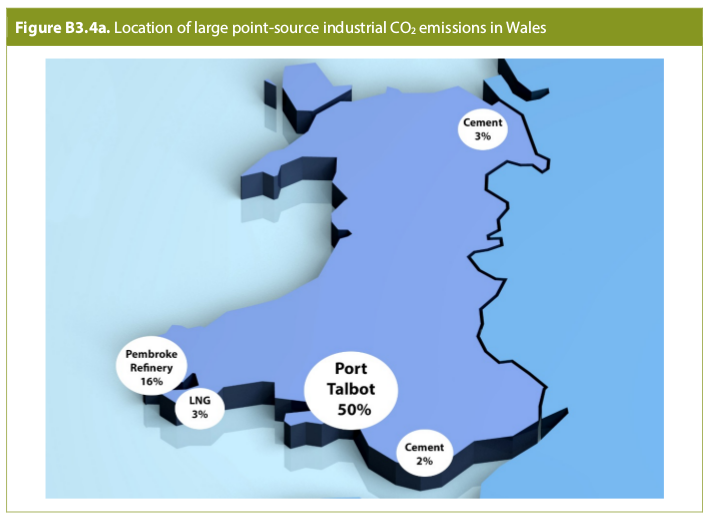 Figure B3.4a. Location of large point-source industrial CO₂ emissions in Wales
Cement
3%
Pembroke
Refinery
16%
LNG
3%
Port
Talbot
50%
Cement
2%